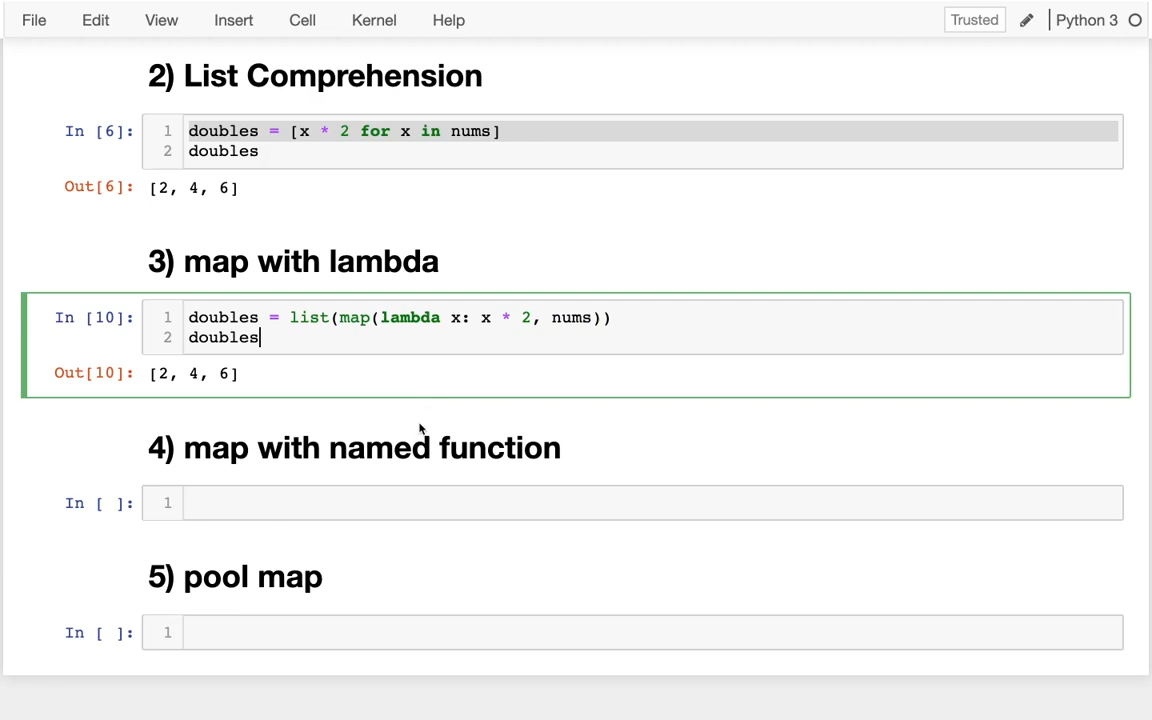 File Edit View Insert Cell Kernel Help Trusted Python 3
2) List Comprehension
In [6]: 1 doubles = [x * 2 for x in nums]
2 doubles
Out[6]: [2, 4, 6]
3) map with lambda
In [10]: 1 doubles = list(map(lambda x: x * 2, nums))
2 doubles
Out[10]: [2, 4, 6]
4) map with named function
In [ ]: 1
5) pool map
In [ ]: 1